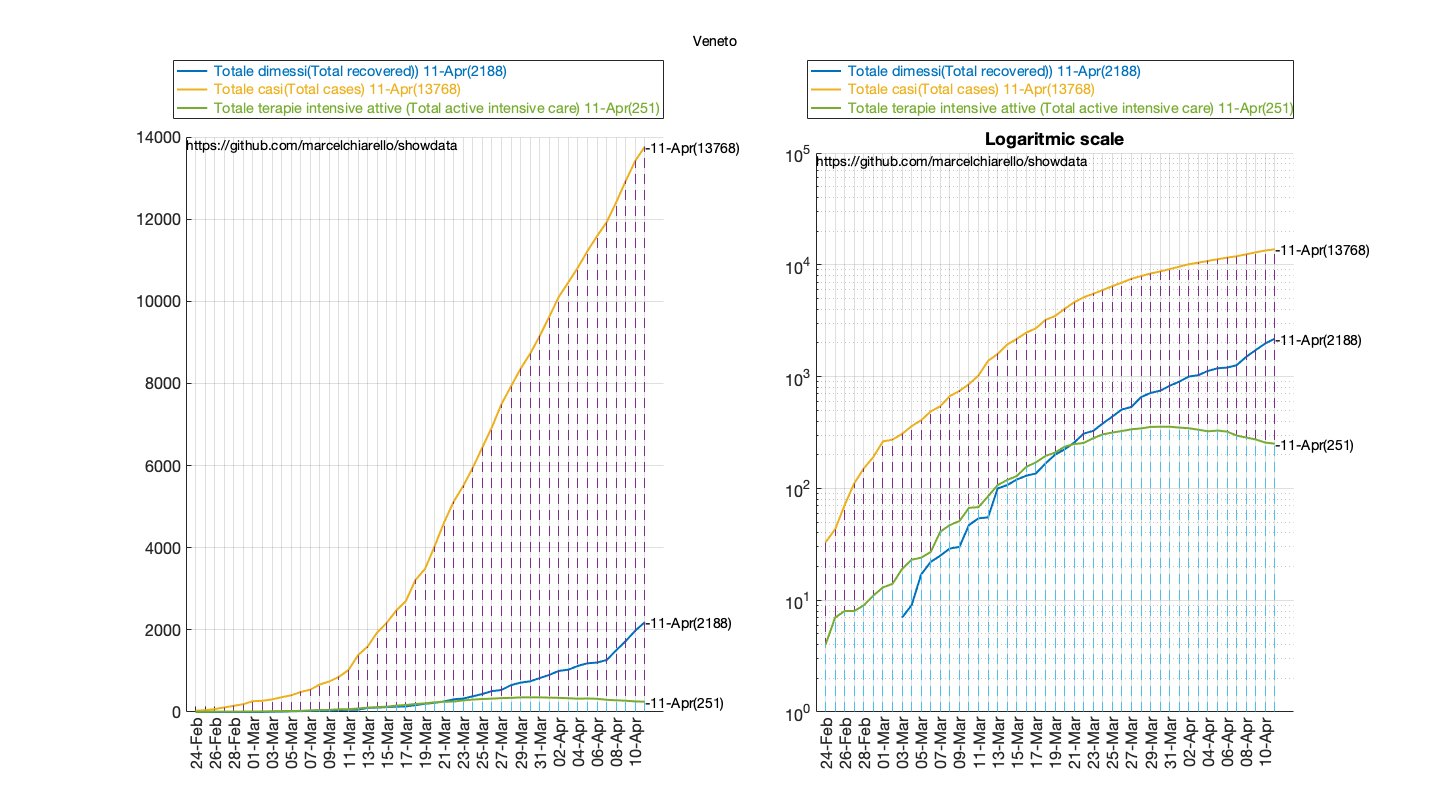 Veneto
Totale dimessi(Total recovered)) 11-Apr(2188)
Totale casi(Total cases) 11-Apr(13768)
Totale terapie intensive attive (Total active intensive care) 11-Apr(251)
14000
12000
10000
8000
6000
4000
2000
0
https://github.com/marcelchiarello/showdata
-11-Apr(13768)
-11-Apr(2188)
-11-Apr(251)
24-Feb
26-Feb
28-Feb
01-Mar
03-Mar
05-Mar
07-Mar
09-Mar
11-Mar
13-Mar
15-Mar
17-Mar
19-Mar
21-Mar
23-Mar
25-Mar
27-Mar
29-Mar
31-Mar
02-Apr
04-Apr
06-Apr
08-Apr
10-Apr
Totale dimessi(Total recovered)) 11-Apr(2188)
Totale casi(Total cases) 11-Apr(13768)
Totale terapie intensive attive (Total active intensive care) 11-Apr(251)
Logaritmic scale
10^5
10^4
10^3
10^2
10^1
10^0
https://github.com/marcelchiarello/showdata
-11-Apr(13768)
-11-Apr(2188)
-11-Apr(251)
24-Feb
26-Feb
28-Feb
01-Mar
03-Mar
05-Mar
07-Mar
09-Mar
11-Mar
13-Mar
15-Mar
17-Mar
19-Mar
21-Mar
23-Mar
25-Mar
27-Mar
29-Mar
31-Mar
02-Apr
04-Apr
06-Apr
08-Apr
10-Apr